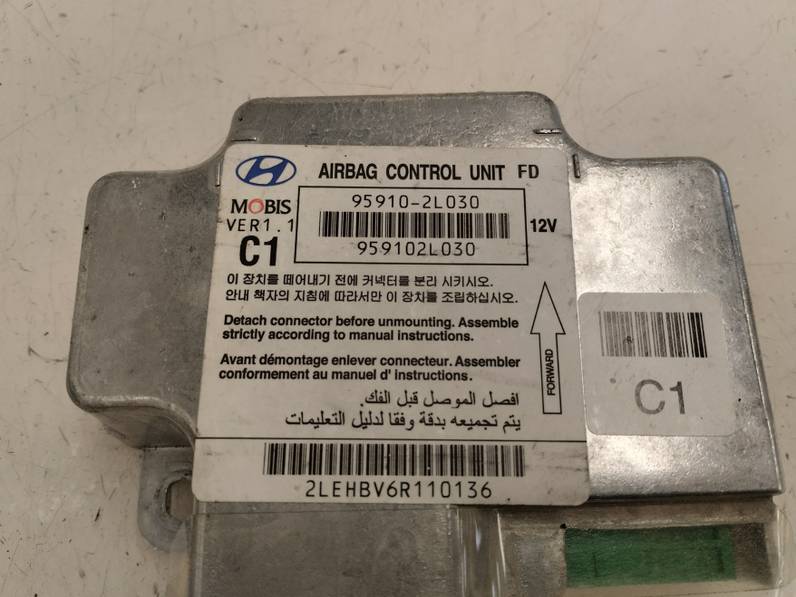 AIRBAG CONTROL UNIT FD
MOBIS
VER1.1
C1
95910-2L030
959102L030
12V
이 장치를 떼어내기 전에 커넥터를 분리 시키시오.
안내 책자의 지침에 따라서만 이 장치를 조립하십시오.
Detach connector before unmounting. Assemble
strictly according to manual instructions.
Avant démontage enlever connecteur. Assembler
conformement au manuel d' instructions.
افصل الموصل قبل الفك.
يتم تجميعه بدقة وفقا لدليل التعليمات
FORWARD
2LEHBV6R110136
C1